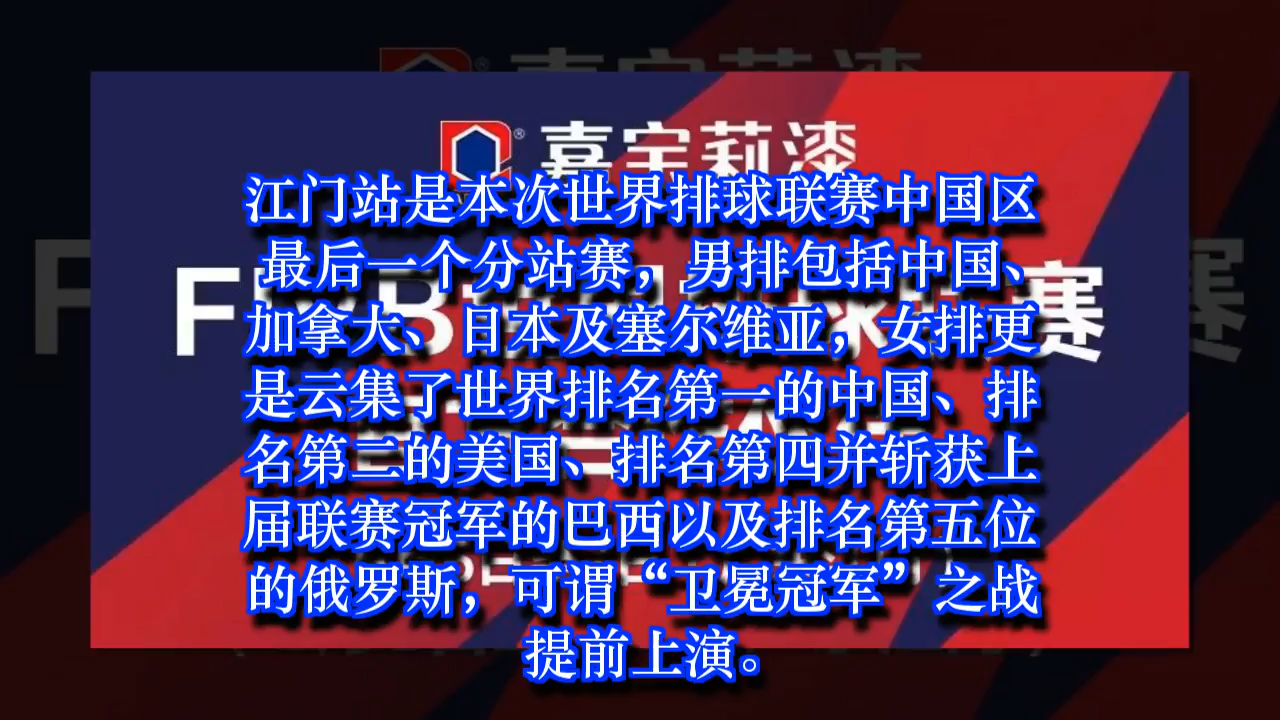 嘉宝莉漆
江门站是本次世界排球联赛中国区
最后一个分站赛，男排包括中国、
加拿大、日本及塞尔维亚，女排更
是云集了世界排名第一的中国、排
名第二的美国、排名第四并斩获上
届联赛冠军的巴西以及排名第五位
的俄罗斯，可谓“卫冕冠军”之战
提前上演。